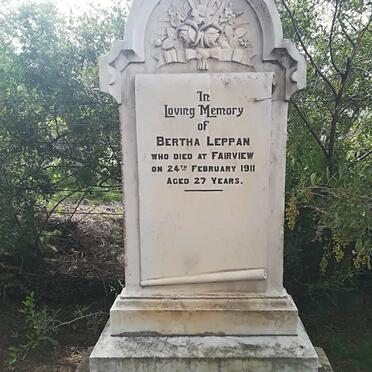 In
Loving Memory
of
BERTHA LEPPAN
WHO DIED AT FAIRVIEW
ON 24TH FEBRUARY 1911
AGED 27 YEARS.